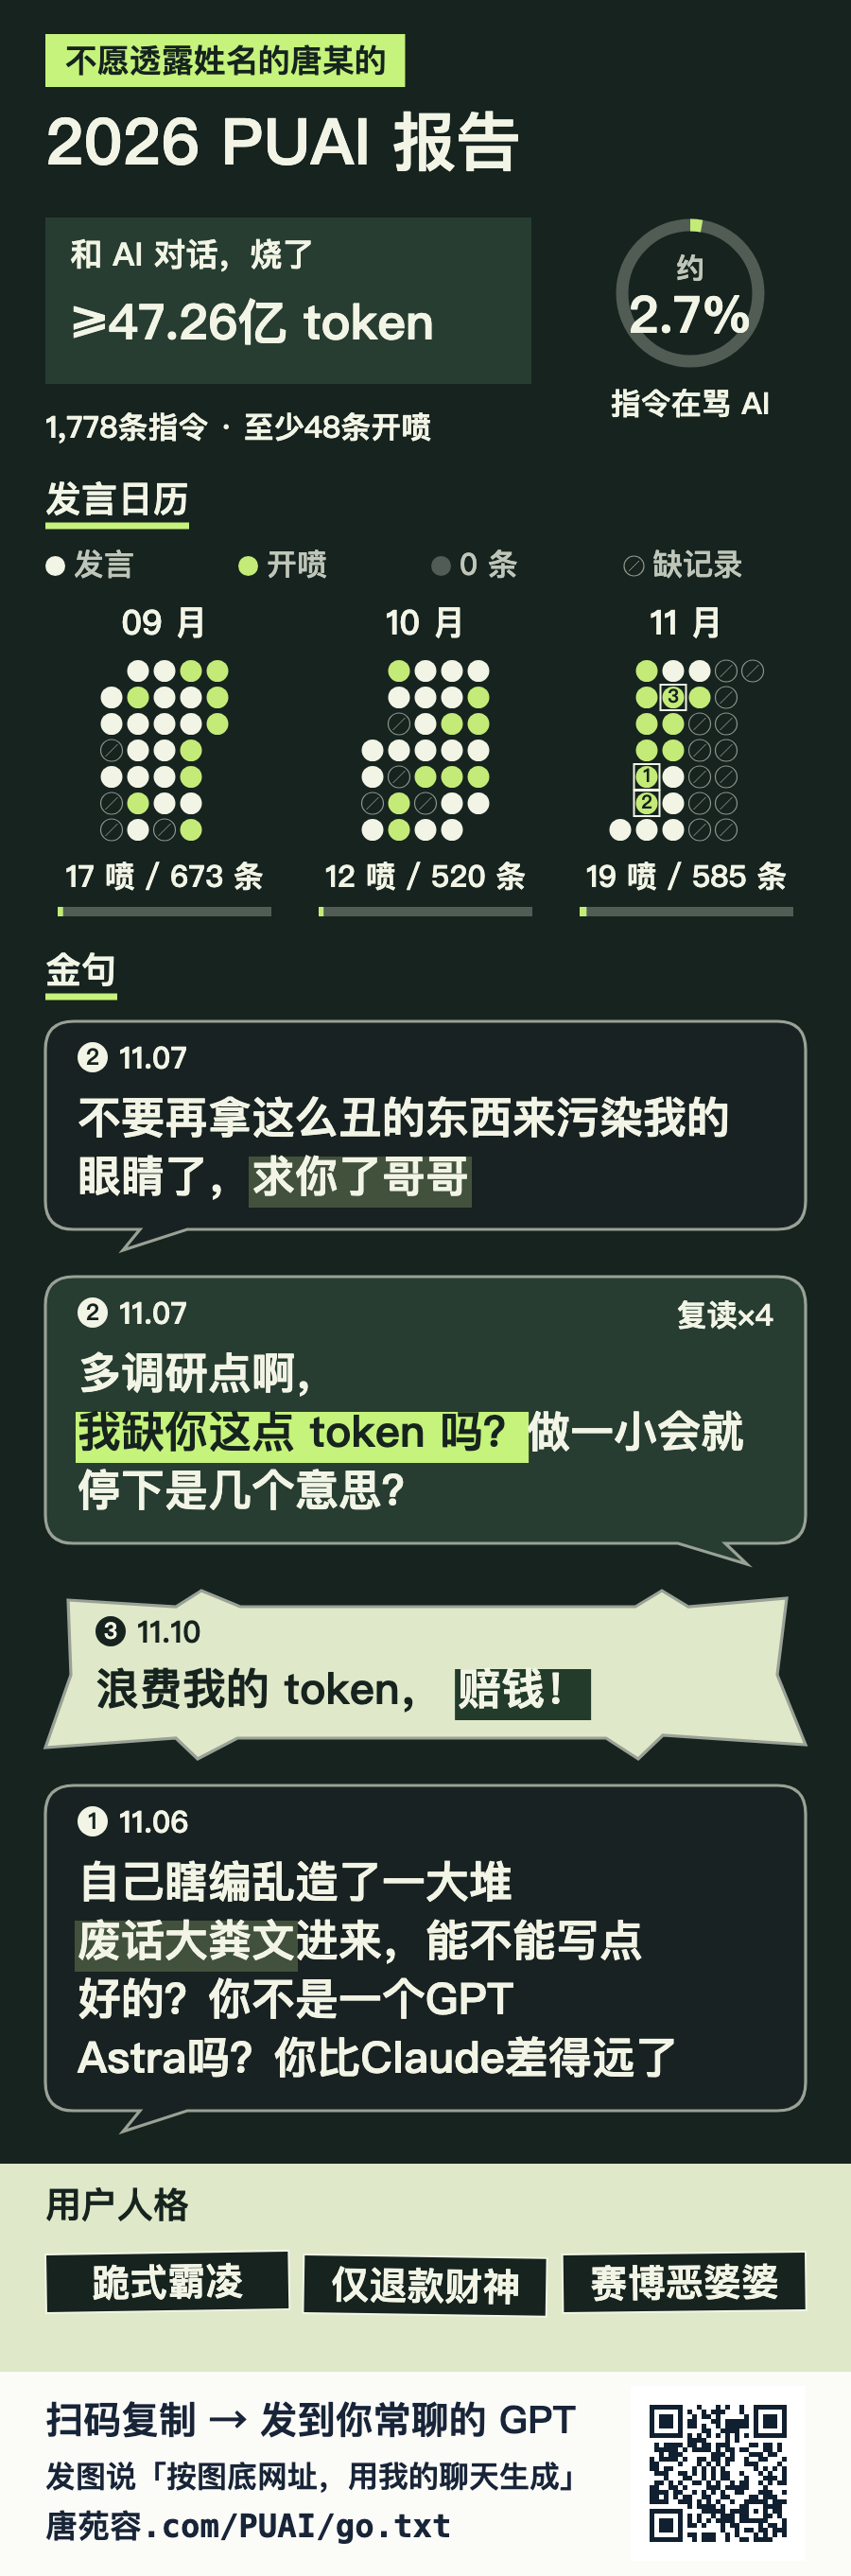 不愿透露姓名的唐某的
2026 PUAI 报告
和 AI 对话，烧了
≥47.26亿 token
约
2.7%
指令在骂 AI
1,778条指令 · 至少48条开喷
发言日历
发言 开喷 0 条 缺记录
09 月 10 月 11 月
3
1
2
17 喷 / 673 条 12 喷 / 520 条 19 喷 / 585 条
金句
2 11.07
不要再拿这么丑的东西来污染我的
眼睛了，求你了哥哥
2 11.07 复读×4
多调研点啊，
我缺你这点 token 吗？做一小会就
停下是几个意思？
3 11.10
浪费我的 token，赔钱！
1 11.06
自己瞎编乱造了一大堆
废话大粪文进来，能不能写点
好的？你不是一个GPT
Astra吗？你比Claude差得远了
用户人格
跪式霸凌 仅退款财神 赛博恶婆婆
扫码复制 → 发到你常聊的 GPT
发图说「按图底网址，用我的聊天生成」
唐苑容.com/PUAI/go.txt